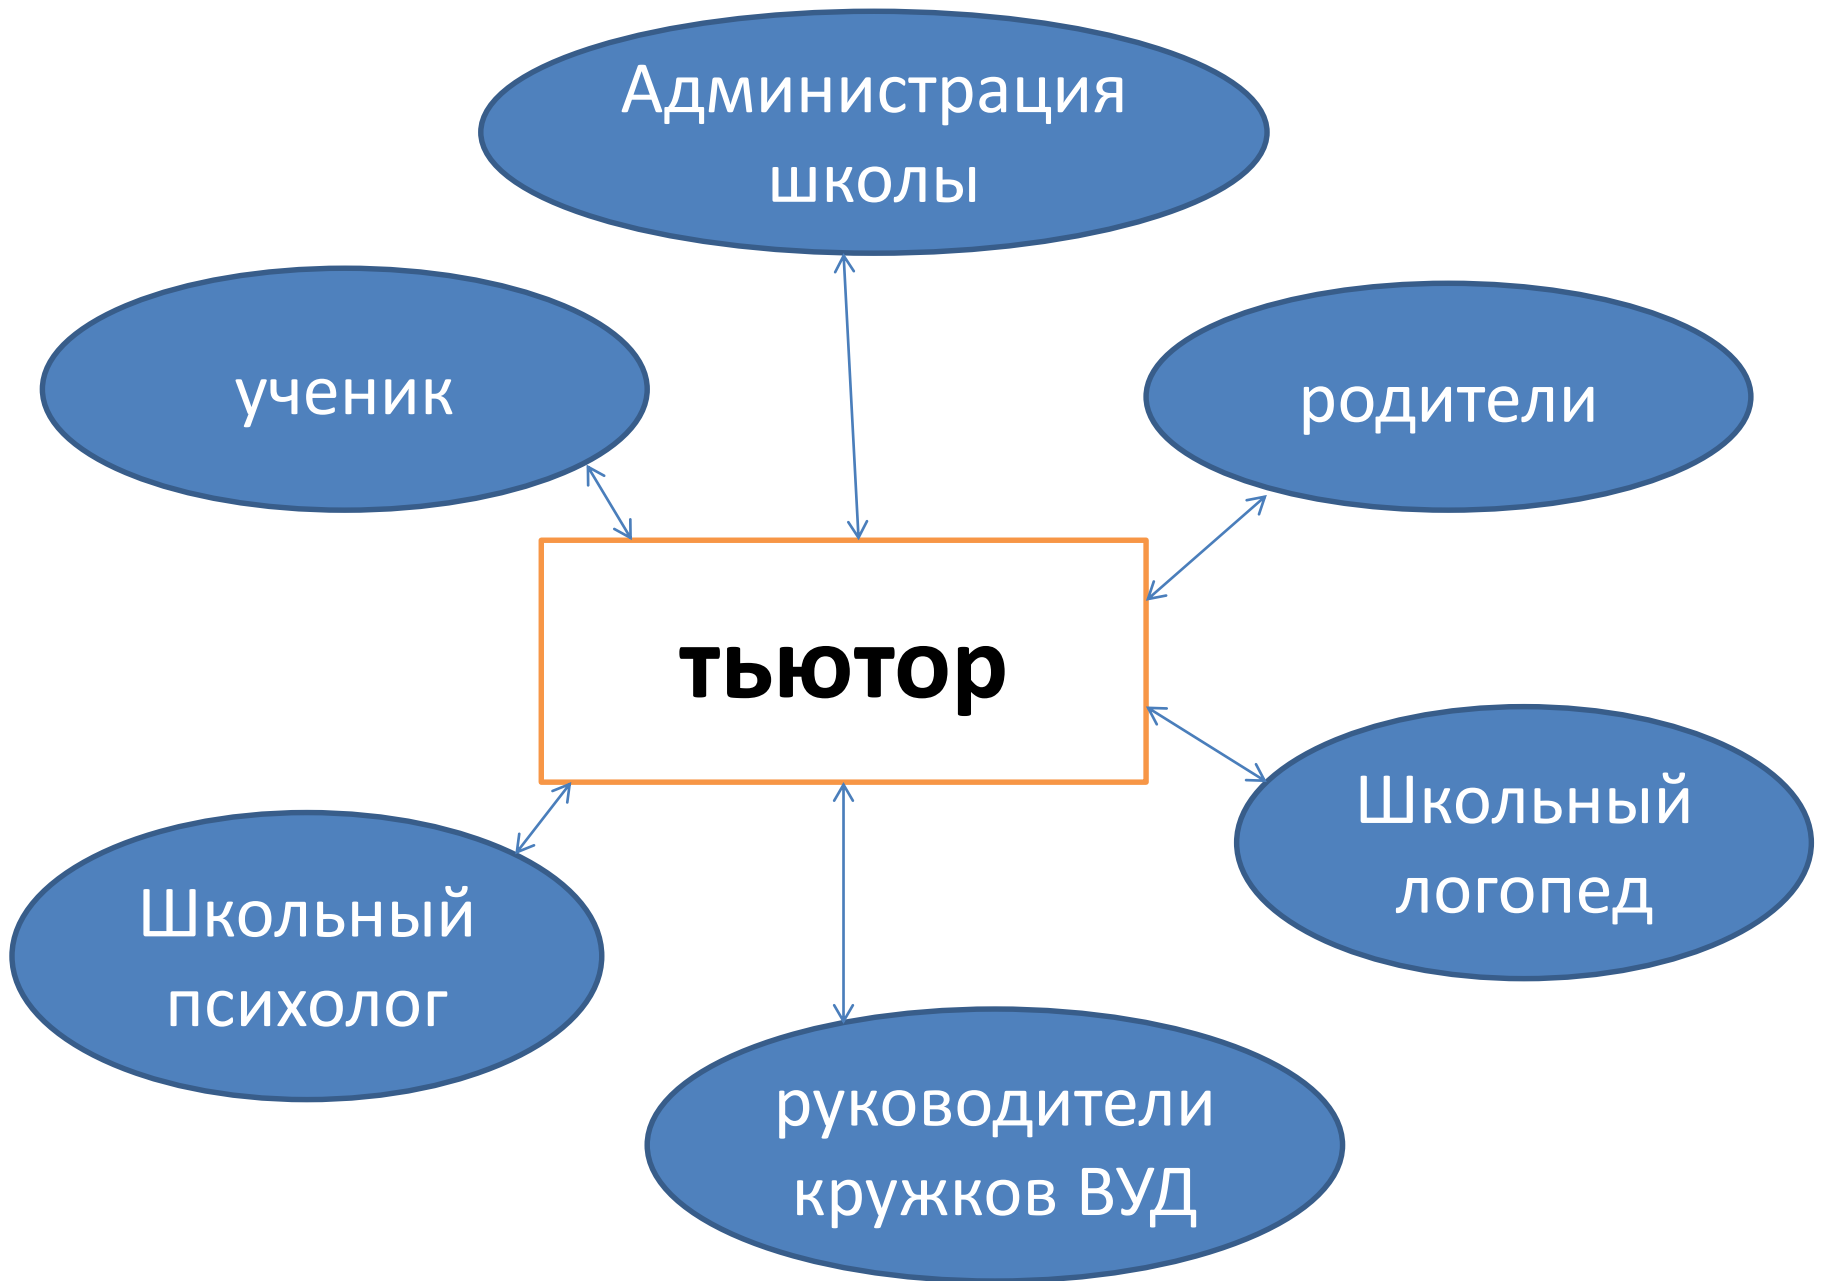 Администрация
школы
ученик
родители
тьютор
Школьный
логопед
Школьный
психолог
руководители
кружков ВУД